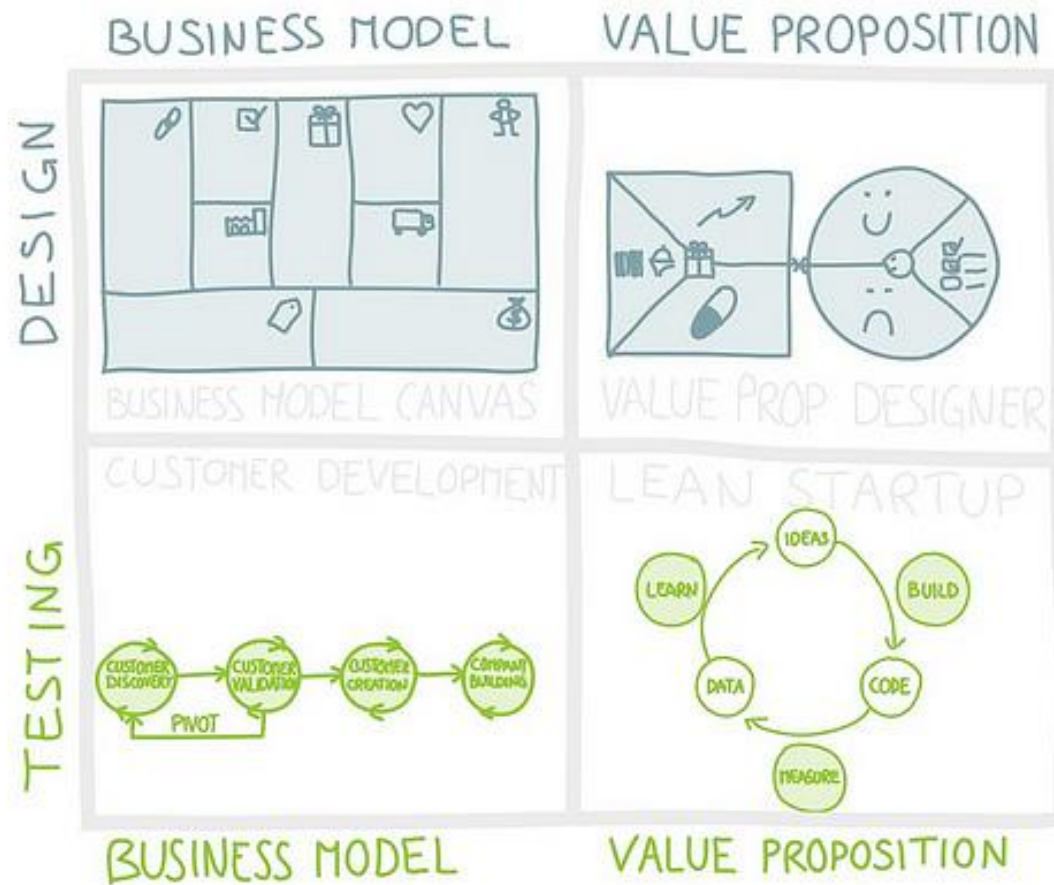 BUSINESS MODEL
VALUE PROPOSITION
DESIGN
$
BUSINESS MODEL CANVAS
VALUE PROP DESIGNER
CUSTOMER DEVELOPMENT
LEAN STARTUP
TESTING
CUSTOMER
DISCOVERY
CUSTOMER
VALIDATION
CUSTOMER
CREATION
COMPANY
BUILDING
PIVOT
IDEAS
LEARN
BUILD
DATA
CODE
MEASURE
BUSINESS MODEL
VALUE PROPOSITION